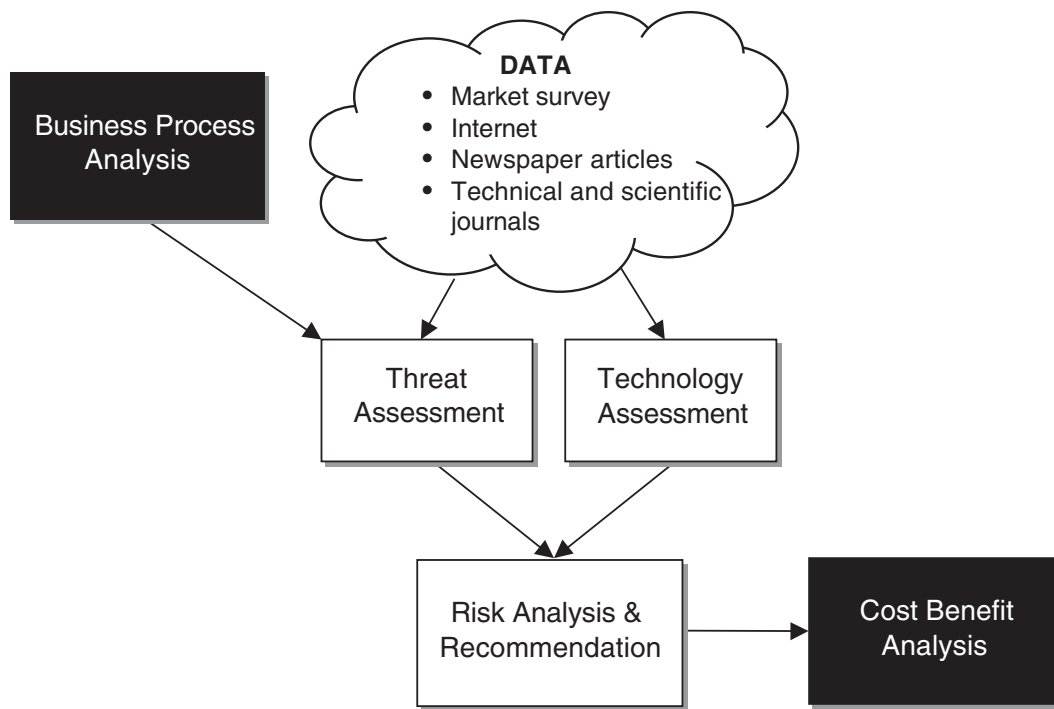 Business Process
Analysis
DATA
• Market survey
• Internet
• Newspaper articles
• Technical and scientific
journals
Threat
Assessment
Technology
Assessment
Risk Analysis &
Recommendation
Cost Benefit
Analysis